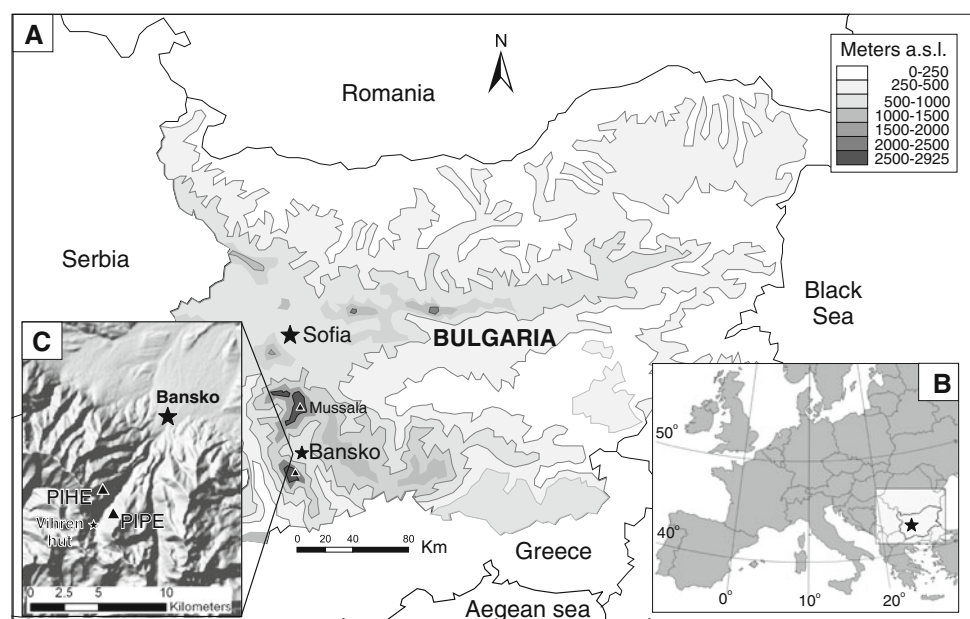 A
N
Romania
Meters a.s.l.
0-250
250-500
500-1000
1000-1500
1500-2000
2000-2500
2500-2925
Serbia
Black
Sea
Sofia
BULGARIA
Mussala
Bansko
0 20 40 80 Km
Greece
Aegean sea
C
Bansko
PIHE
Vihren
hut
PIPE
0 2.5 5 10
Kilometers
B
50°
40°
0° 10° 20°